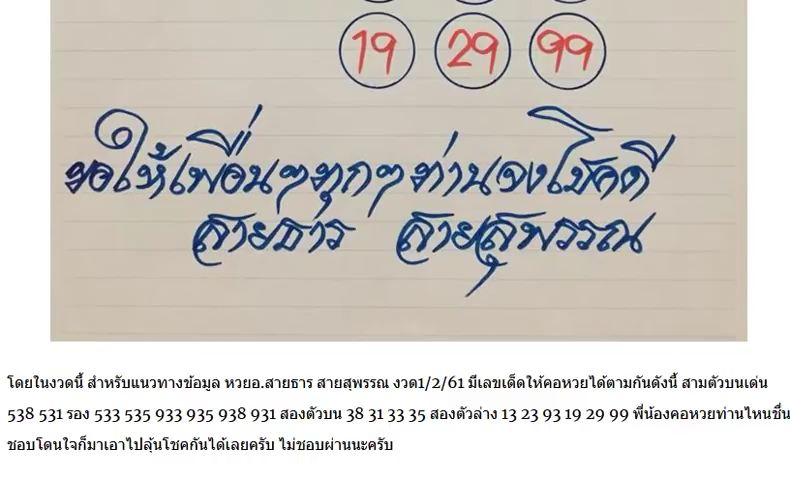 19 29 99
ขอให้เพื่อนๆทุกๆท่านจงโชคดี
สายธาร สายสุพรรณ
โดยในงวดนี้ สำหรับแนวทางข้อมูล หวยอ.สายธาร สายสุพรรณ งวด1/2/61 มีเลขเด็ดให้คอหวยได้ตามกันดังนี้ สามตัวบนเด่น
538 531 รอง 533 535 933 935 938 931 สองตัวบน 38 31 33 35 สองตัวล่าง 13 23 93 19 29 99 พี่น้องคอหวยท่านไหนชื่น
ชอบโดนใจก็มาเอาไปลุ้นโชคกันได้เลยครับ ไม่ชอบผ่านนะครับ